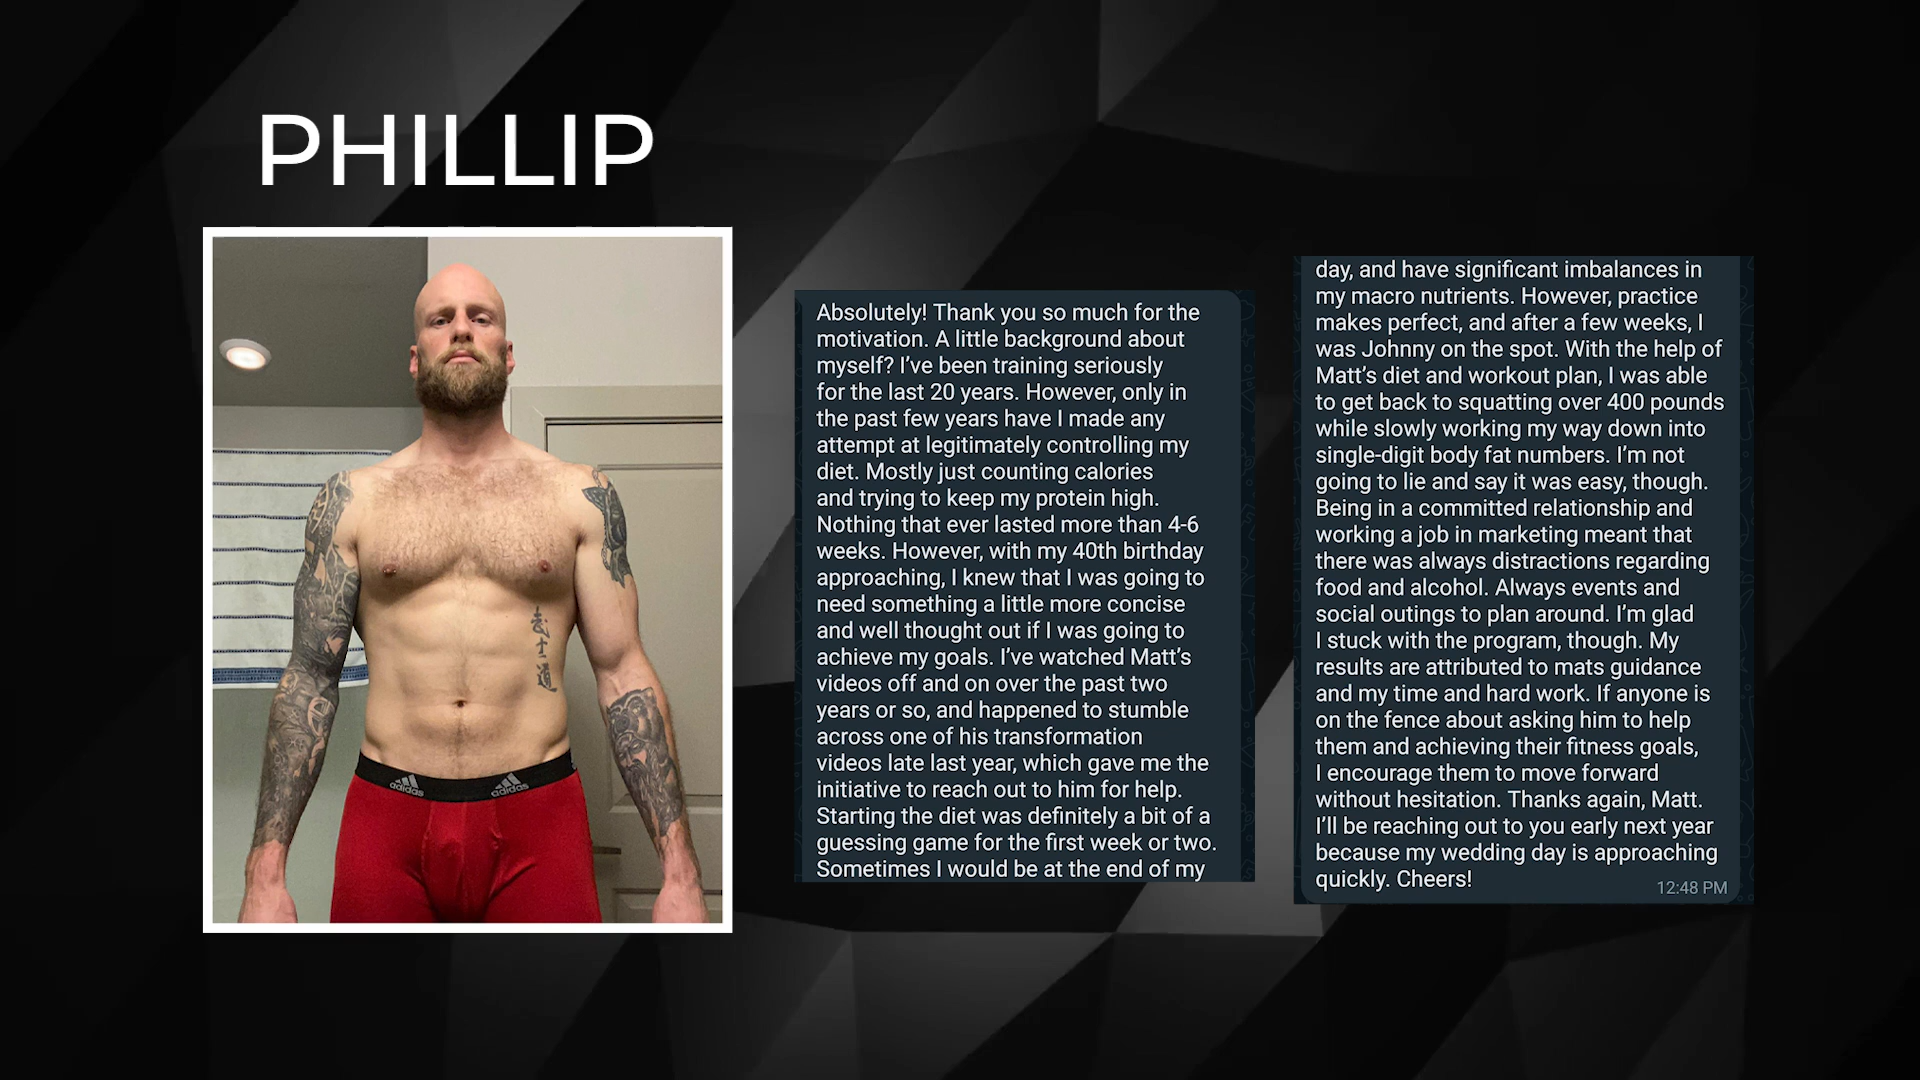 PHILLIP
adidas
adidas
武
士
道
Absolutely! Thank you so much for the
motivation. A little background about
myself? I've been training seriously
for the last 20 years. However, only in
the past few years have I made any
attempt at legitimately controlling my
diet. Mostly just counting calories
and trying to keep my protein high.
Nothing that ever lasted more than 4-6
weeks. However, with my 40th birthday
approaching, I knew that I was going to
need something a little more concise
and well thought out if I was going to
achieve my goals. I've watched Matt's
videos off and on over the past two
years or so, and happened to stumble
across one of his transformation
videos late last year, which gave me the
initiative to reach out to him for help.
Starting the diet was definitely a bit of a
guessing game for the first week or two.
Sometimes I would be at the end of my
day, and have significant imbalances in
my macro nutrients. However, practice
makes perfect, and after a few weeks, I
was Johnny on the spot. With the help of
Matt's diet and workout plan, I was able
to get back to squatting over 400 pounds
while slowly working my way down into
single-digit body fat numbers. I'm not
going to lie and say it was easy, though.
Being in a committed relationship and
working a job in marketing meant that
there was always distractions regarding
food and alcohol. Always events and
social outings to plan around. I'm glad
I stuck with the program, though. My
results are attributed to mats guidance
and my time and hard work. If anyone is
on the fence about asking him to help
them and achieving their fitness goals,
I encourage them to move forward
without hesitation. Thanks again, Matt.
I'll be reaching out to you early next year
because my wedding day is approaching
quickly. Cheers!
12:48 PM